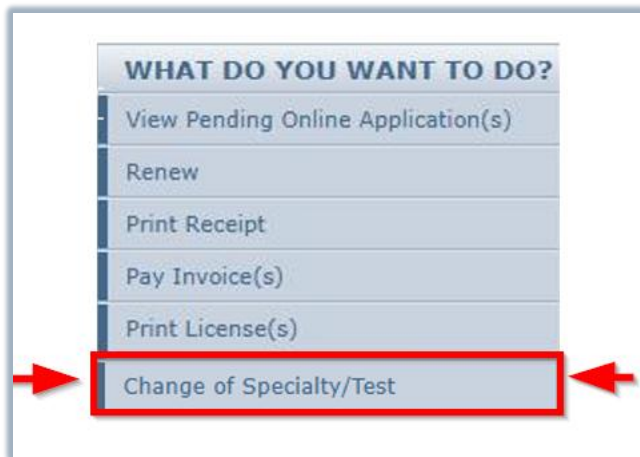 WHAT DO YOU WANT TO DO?
View Pending Online Application(s)
Renew
Print Receipt
Pay Invoice(s)
Print License(s)
Change of Specialty/Test